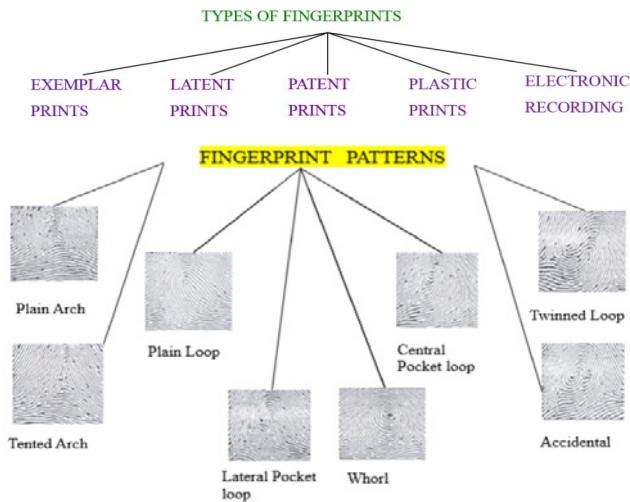 TYPES OF FINGERPRINTS
EXEMPLAR
PRINTS
LATENT
PRINTS
PATENT
PRINTS
PLASTIC
PRINTS
ELECTRONIC
RECORDING
FINGERPRINT PATTERNS
Plain Arch
Plain Loop
Central
Pocket loop
Twinned Loop
Tented Arch
Lateral Pocket
loop
Whorl
Accidental